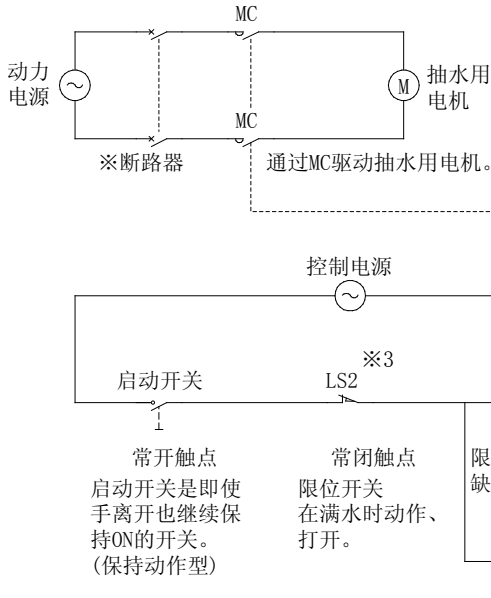 MC
动力
电源
M
抽水用
电机
MC
※断路器
通过MC驱动抽水用电机。
控制电源
※3
启动开关
LS2
常开触点
启动开关是即使
手离开也继续保
持ON的开关。
(保持动作型)
常闭触点
限位开关
在满水时动作、
打开。
限
缺